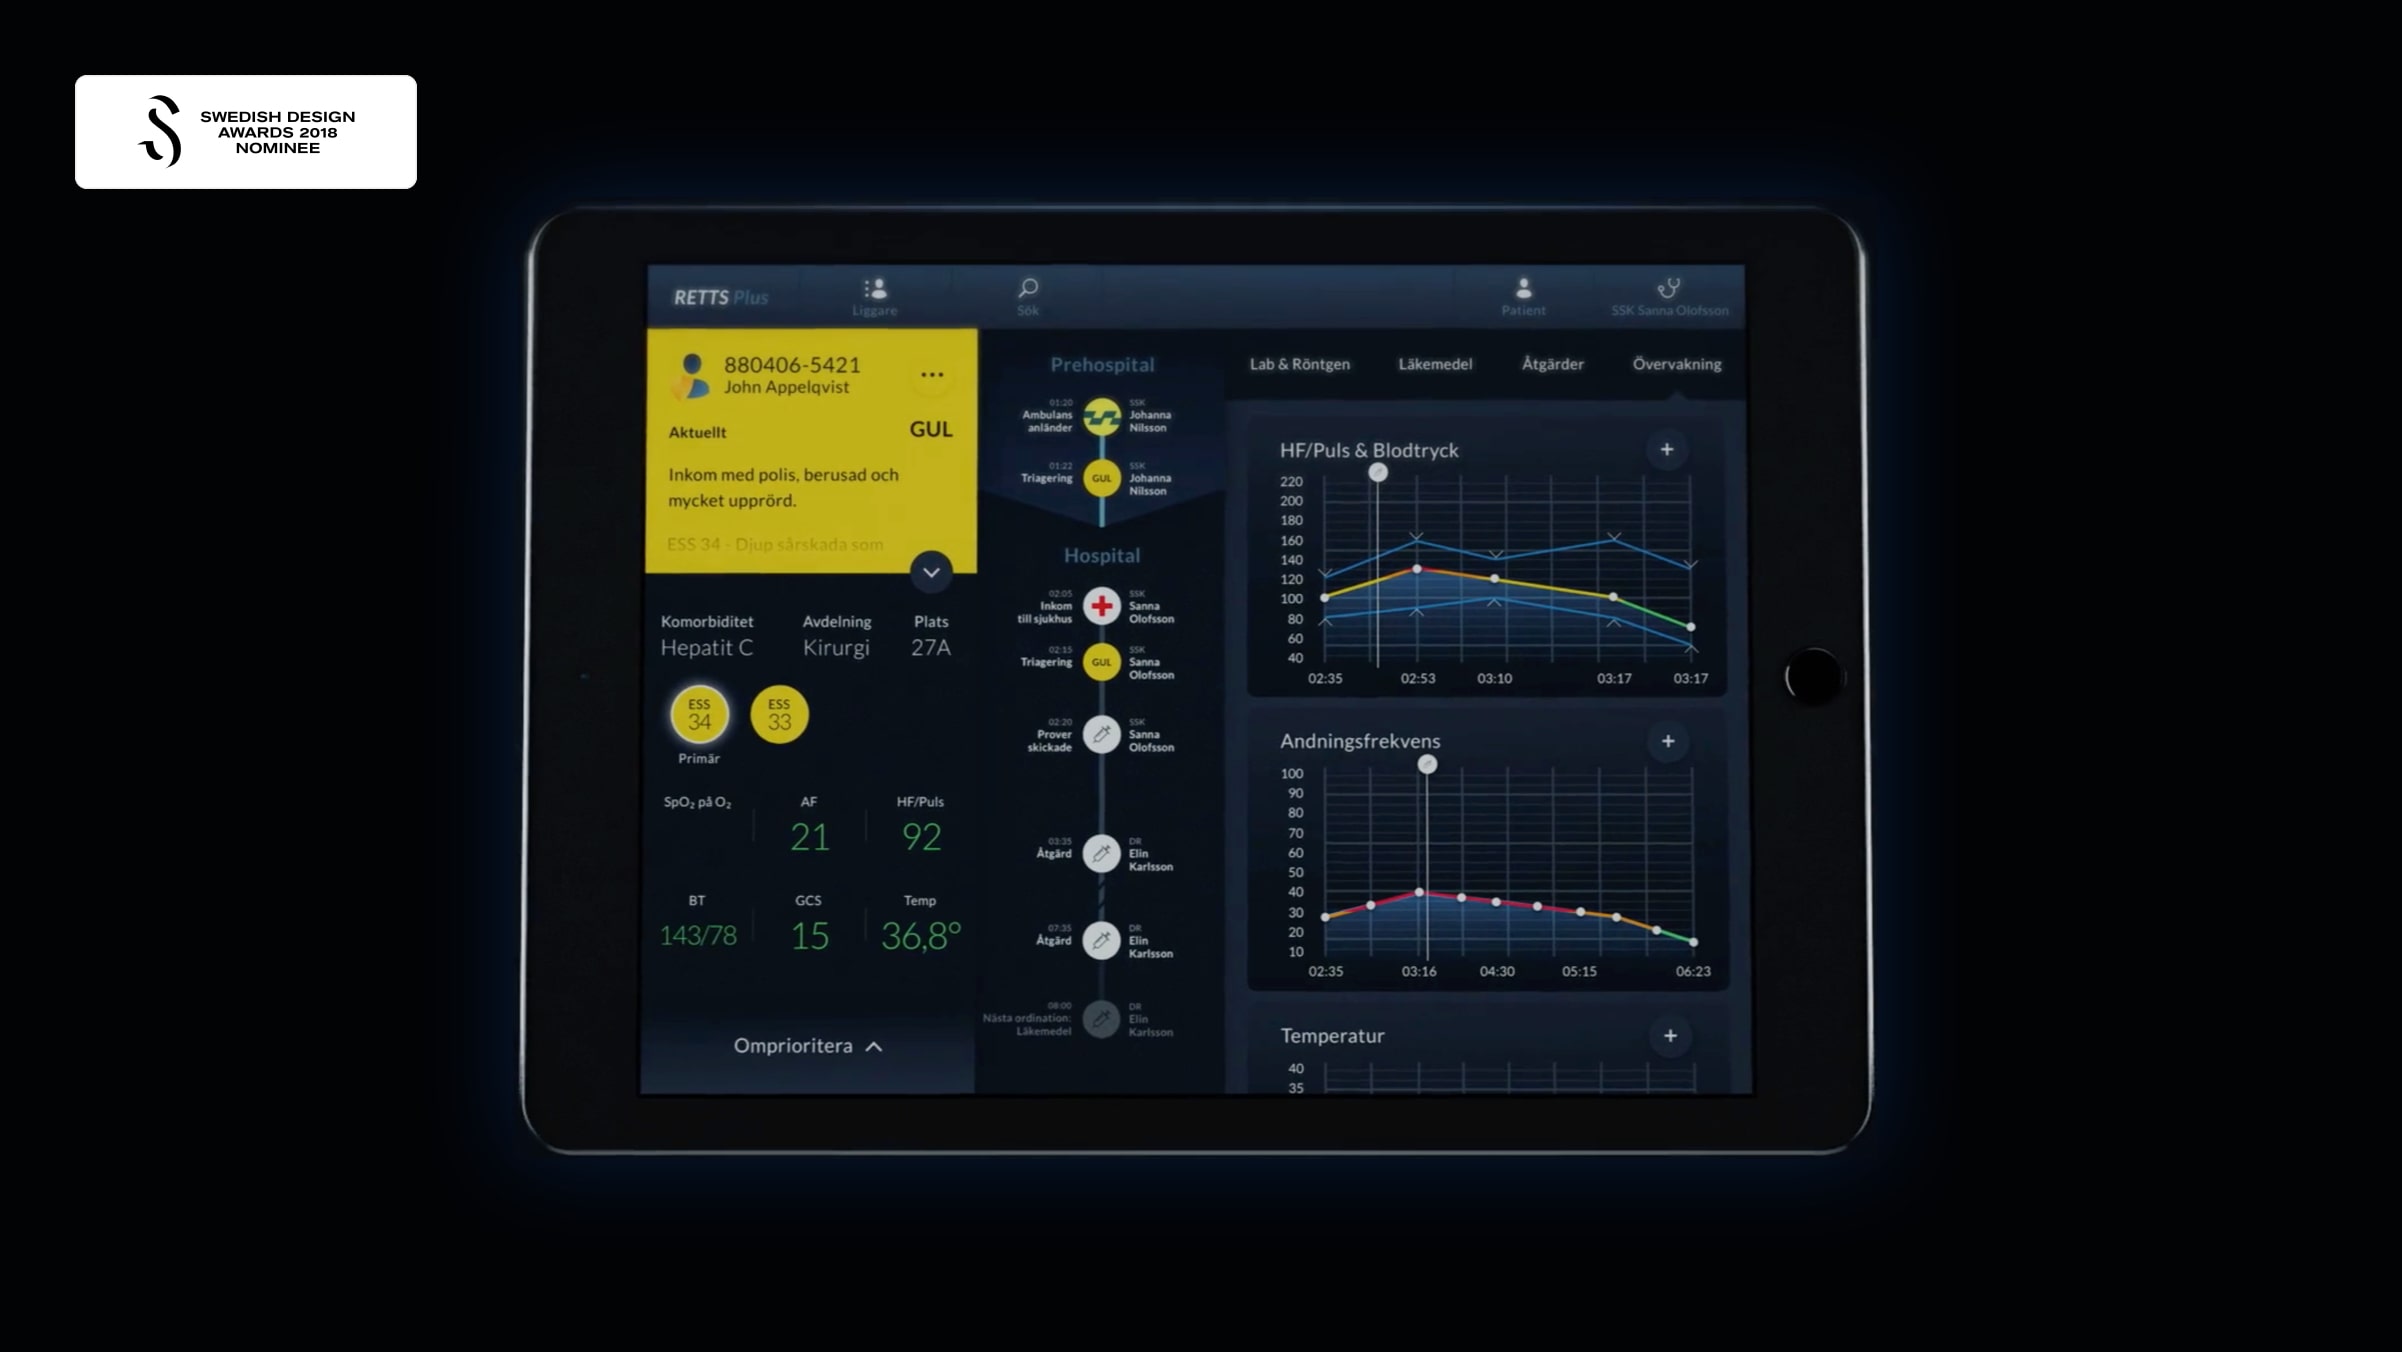 SWEDISH DESIGN
AWARDS 2018
NOMINEE
RETTS Plus
Liggare
Sök
Patient
SSK Sanna Olofsson
880406-5421
John Appelqvist
Aktuellt
GUL
Inkom med polis, berusad och
mycket upprörd.
ESS 34 - Djup sårskada som
Komorbiditet
Avdelning
Plats
Hepatit C
Kirurgi
27A
ESS
34
ESS
33
Primär
SpO₂ på O₂
AF
HF/Puls
21
92
BT
GCS
Temp
143/78
15
36,8°
Omprioritera
Prehospital
01:20
Ambulans
anländer
SSK
Johanna
Nilsson
01:22
Triagering
GUL
SSK
Johanna
Nilsson
Hospital
02:05
Inkom
till sjukhus
SSK
Sanna
Olofsson
02:15
Triagering
GUL
SSK
Sanna
Olofsson
02:20
Prover
skickade
SSK
Sanna
Olofsson
03:35
Åtgärd
DR
Elin
Karlsson
07:35
Åtgärd
DR
Elin
Karlsson
08:00
Nästa ordination:
Läkemedel
DR
Elin
Karlsson
Lab & Röntgen
Läkemedel
Åtgärder
Övervakning
HF/Puls & Blodtryck
+
220
200
180
160
140
120
100
80
60
40
02:35
02:53
03:10
03:17
03:17
Andningsfrekvens
+
100
90
80
70
60
50
40
30
20
10
02:35
03:16
04:30
05:15
06:23
Temperatur
+
40
35